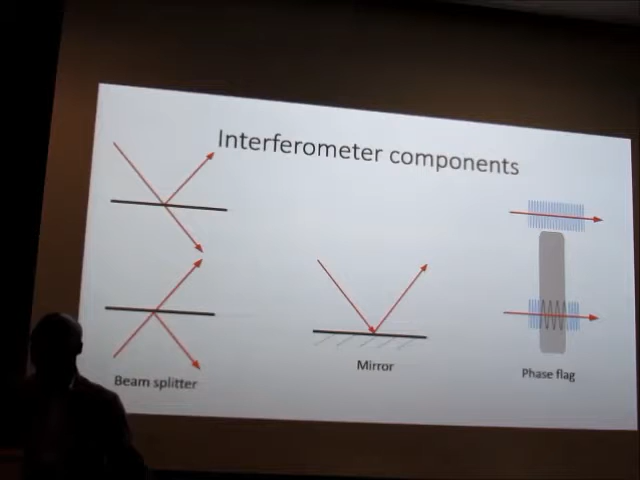 Interferometer components
Beam splitter
Mirror
Phase flag